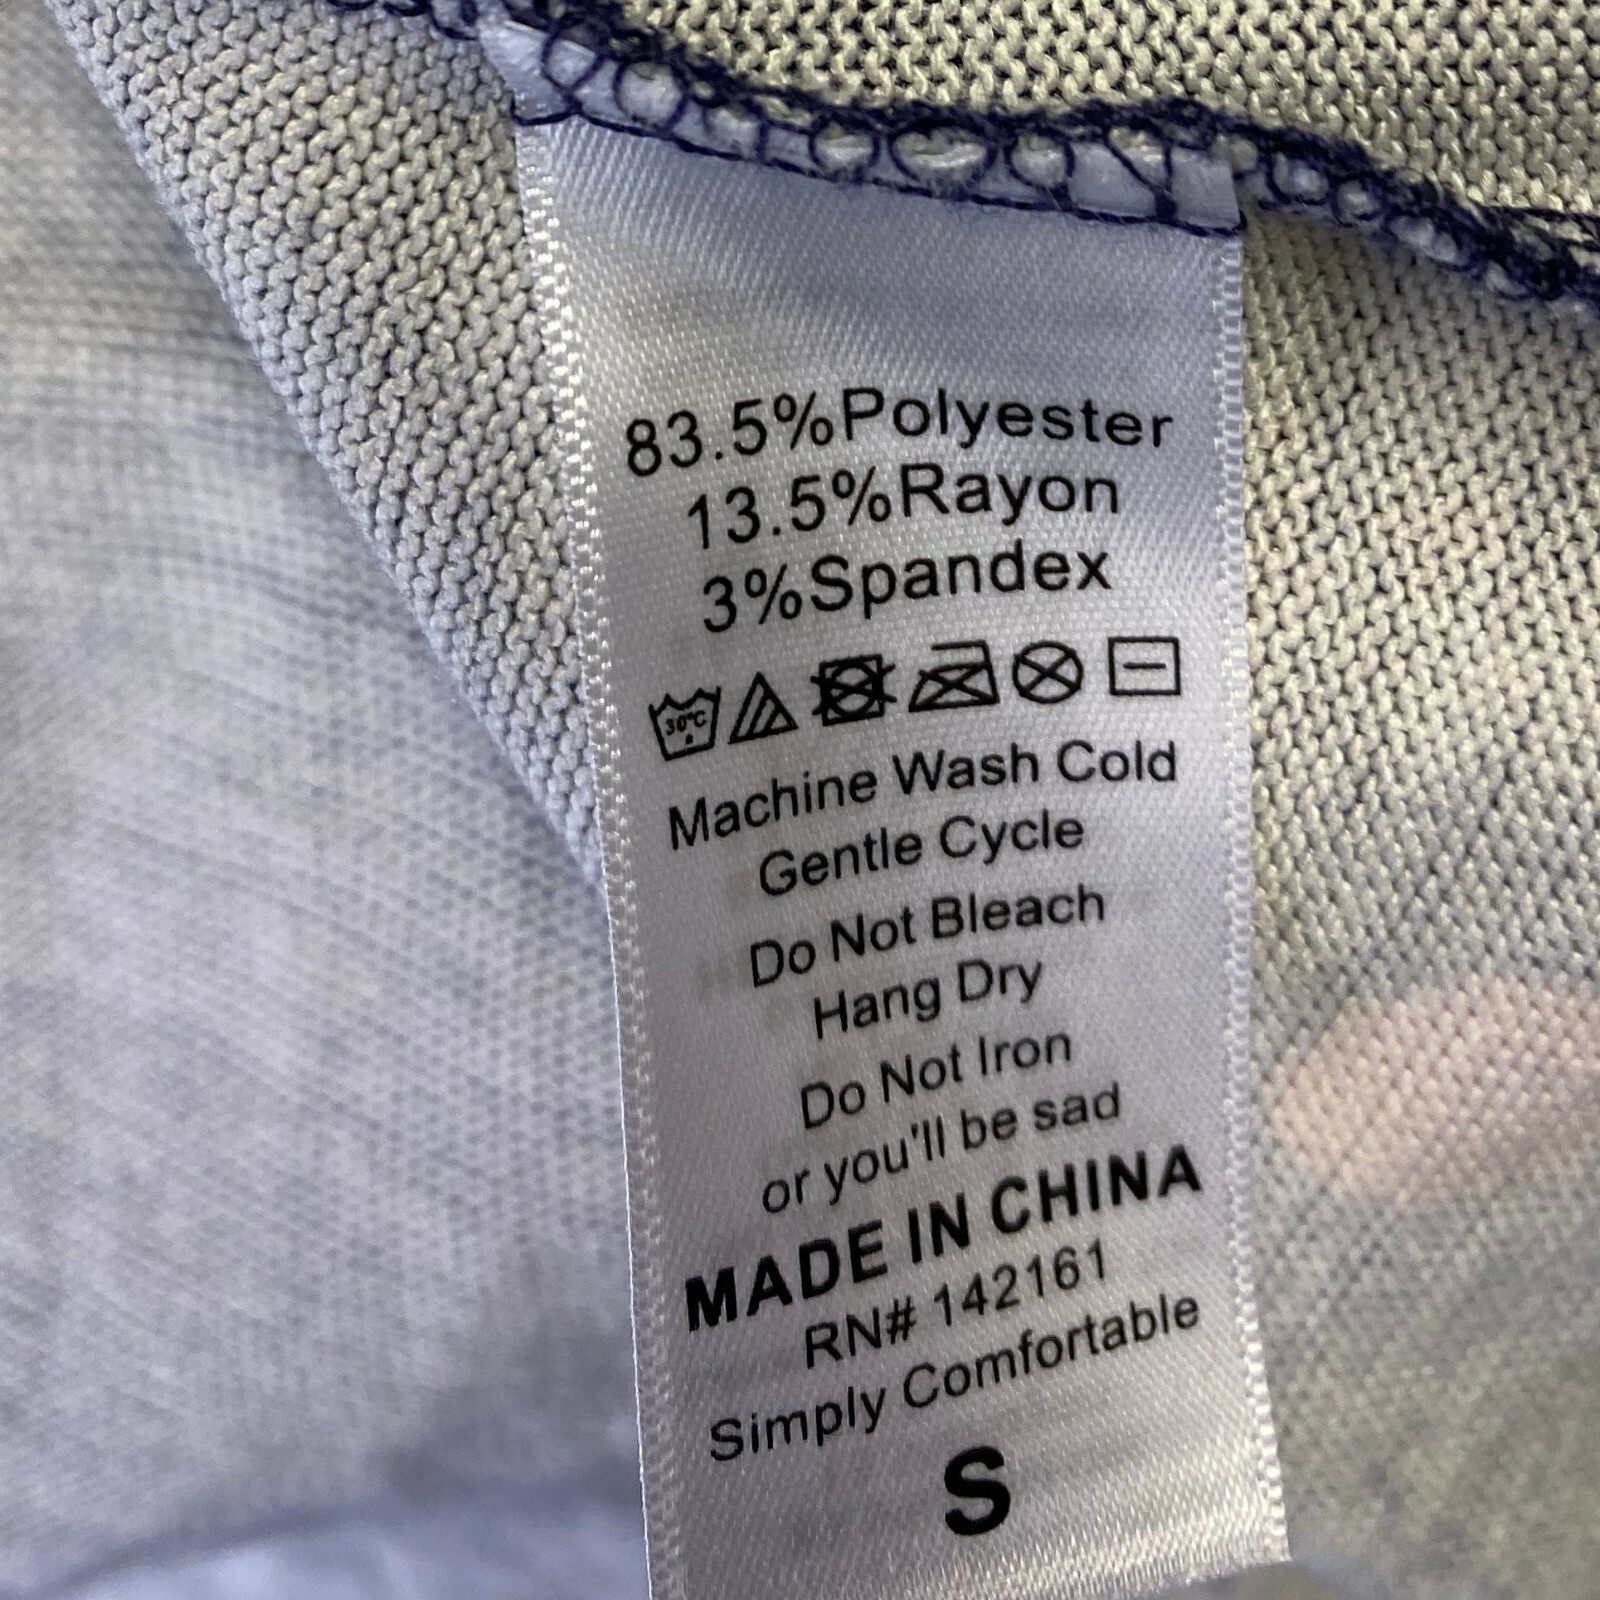 83.5%Polyester
13.5%Rayon
3%Spandex
30°C
Machine Wash Cold
Gentle Cycle
Do Not Bleach
Hang Dry
Do Not Iron
or you'll be sad
MADE IN CHINA
RN# 142161
Simply Comfortable
S